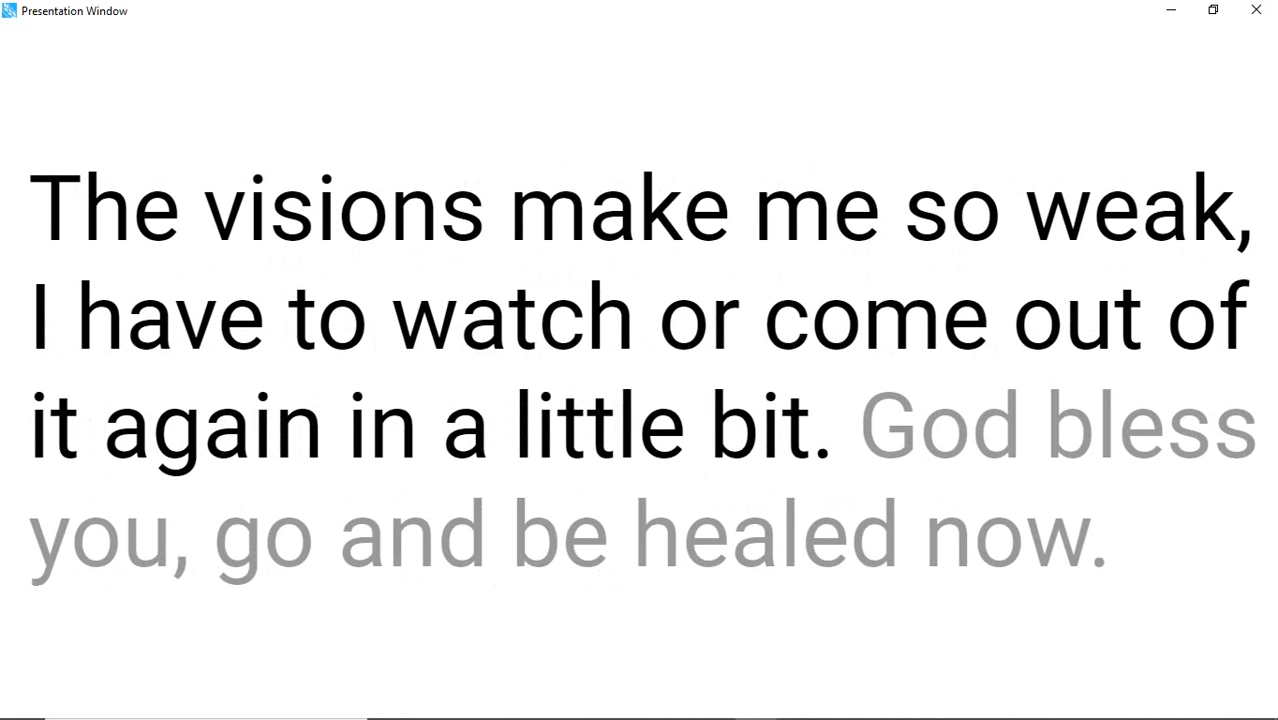 Presentation Window
The visions make me so weak,
I have to watch or come out of
it again in a little bit. God bless
you, go and be healed now.